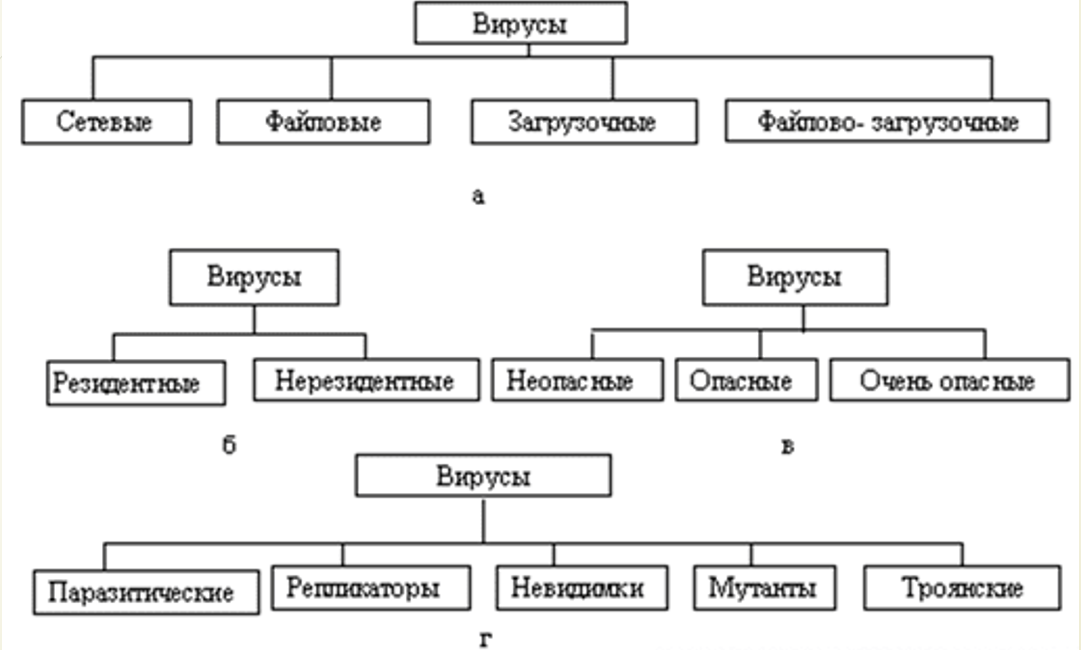 Вирусы
Сетевые Файловые Загрузочные Файлово- загрузочные
а
Вирусы Вирусы
Резидентные Нерезидентные Неопасные Опасные Очень опасные
б в
Вирусы
Паразитические Репликаторы Невидимки Мутанты Троянские
г